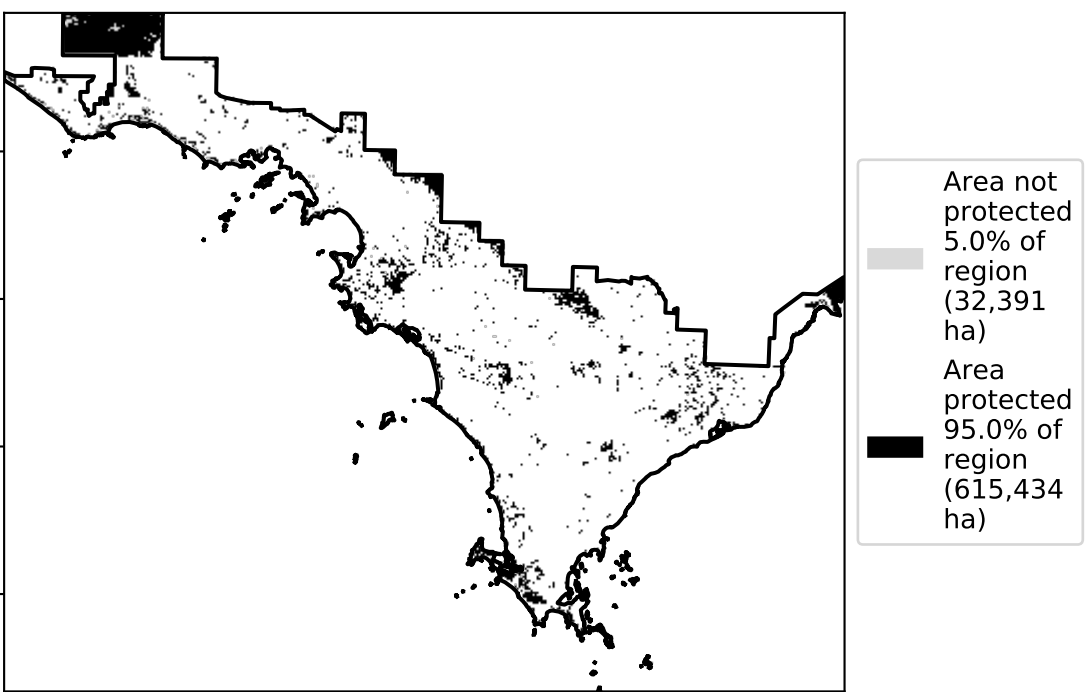 Area not
protected
5.0% of
region
(32,391
ha)
Area
protected
95.0% of
region
(615,434
ha)